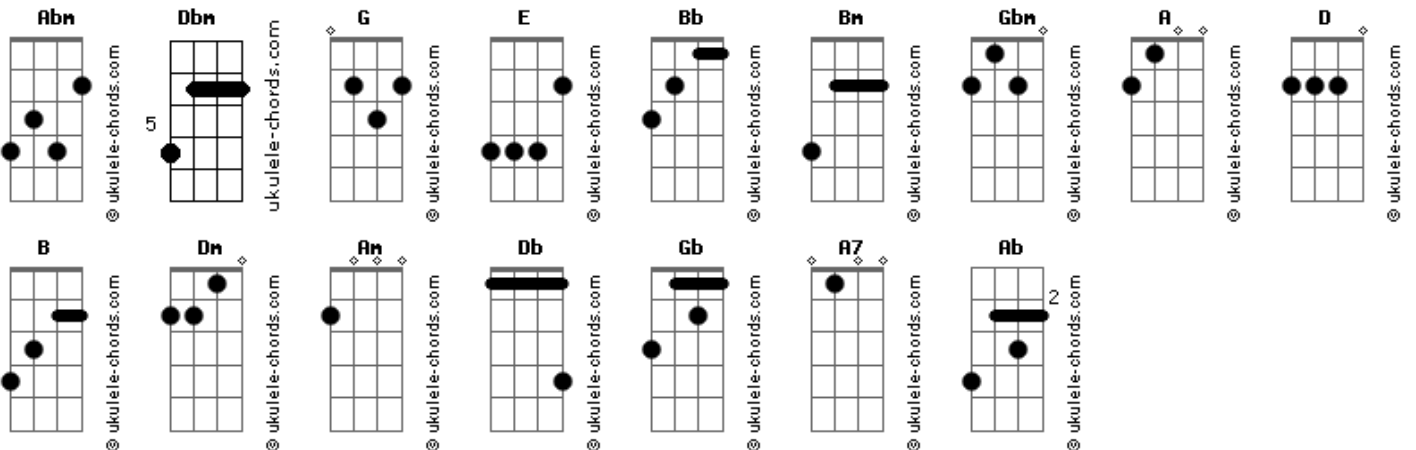 Abm Dbm G E Bb Bm Gbm A D
5
© ukulele-chords.com ukulele-chords.com © ukulele-chords.com © ukulele-chords.com © ukulele-chords.com © ukulele-chords.com © ukulele-chords.com © ukulele-chords.com © ukulele-chords.com
B Dm Am Db Gb A7 Ab
2
© ukulele-chords.com © ukulele-chords.com © ukulele-chords.com © ukulele-chords.com © ukulele-chords.com © ukulele-chords.com © ukulele-chords.com